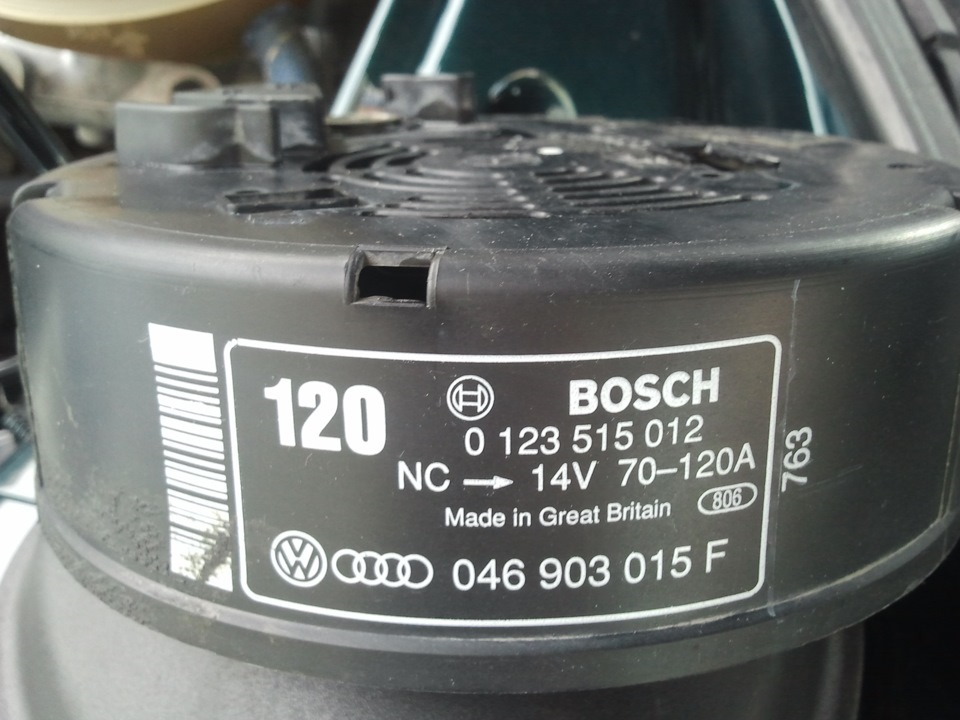 120
BOSCH
0 123 515 012
NC → 14V 70–120A
Made in Great Britain 806
046 903 015 F
763